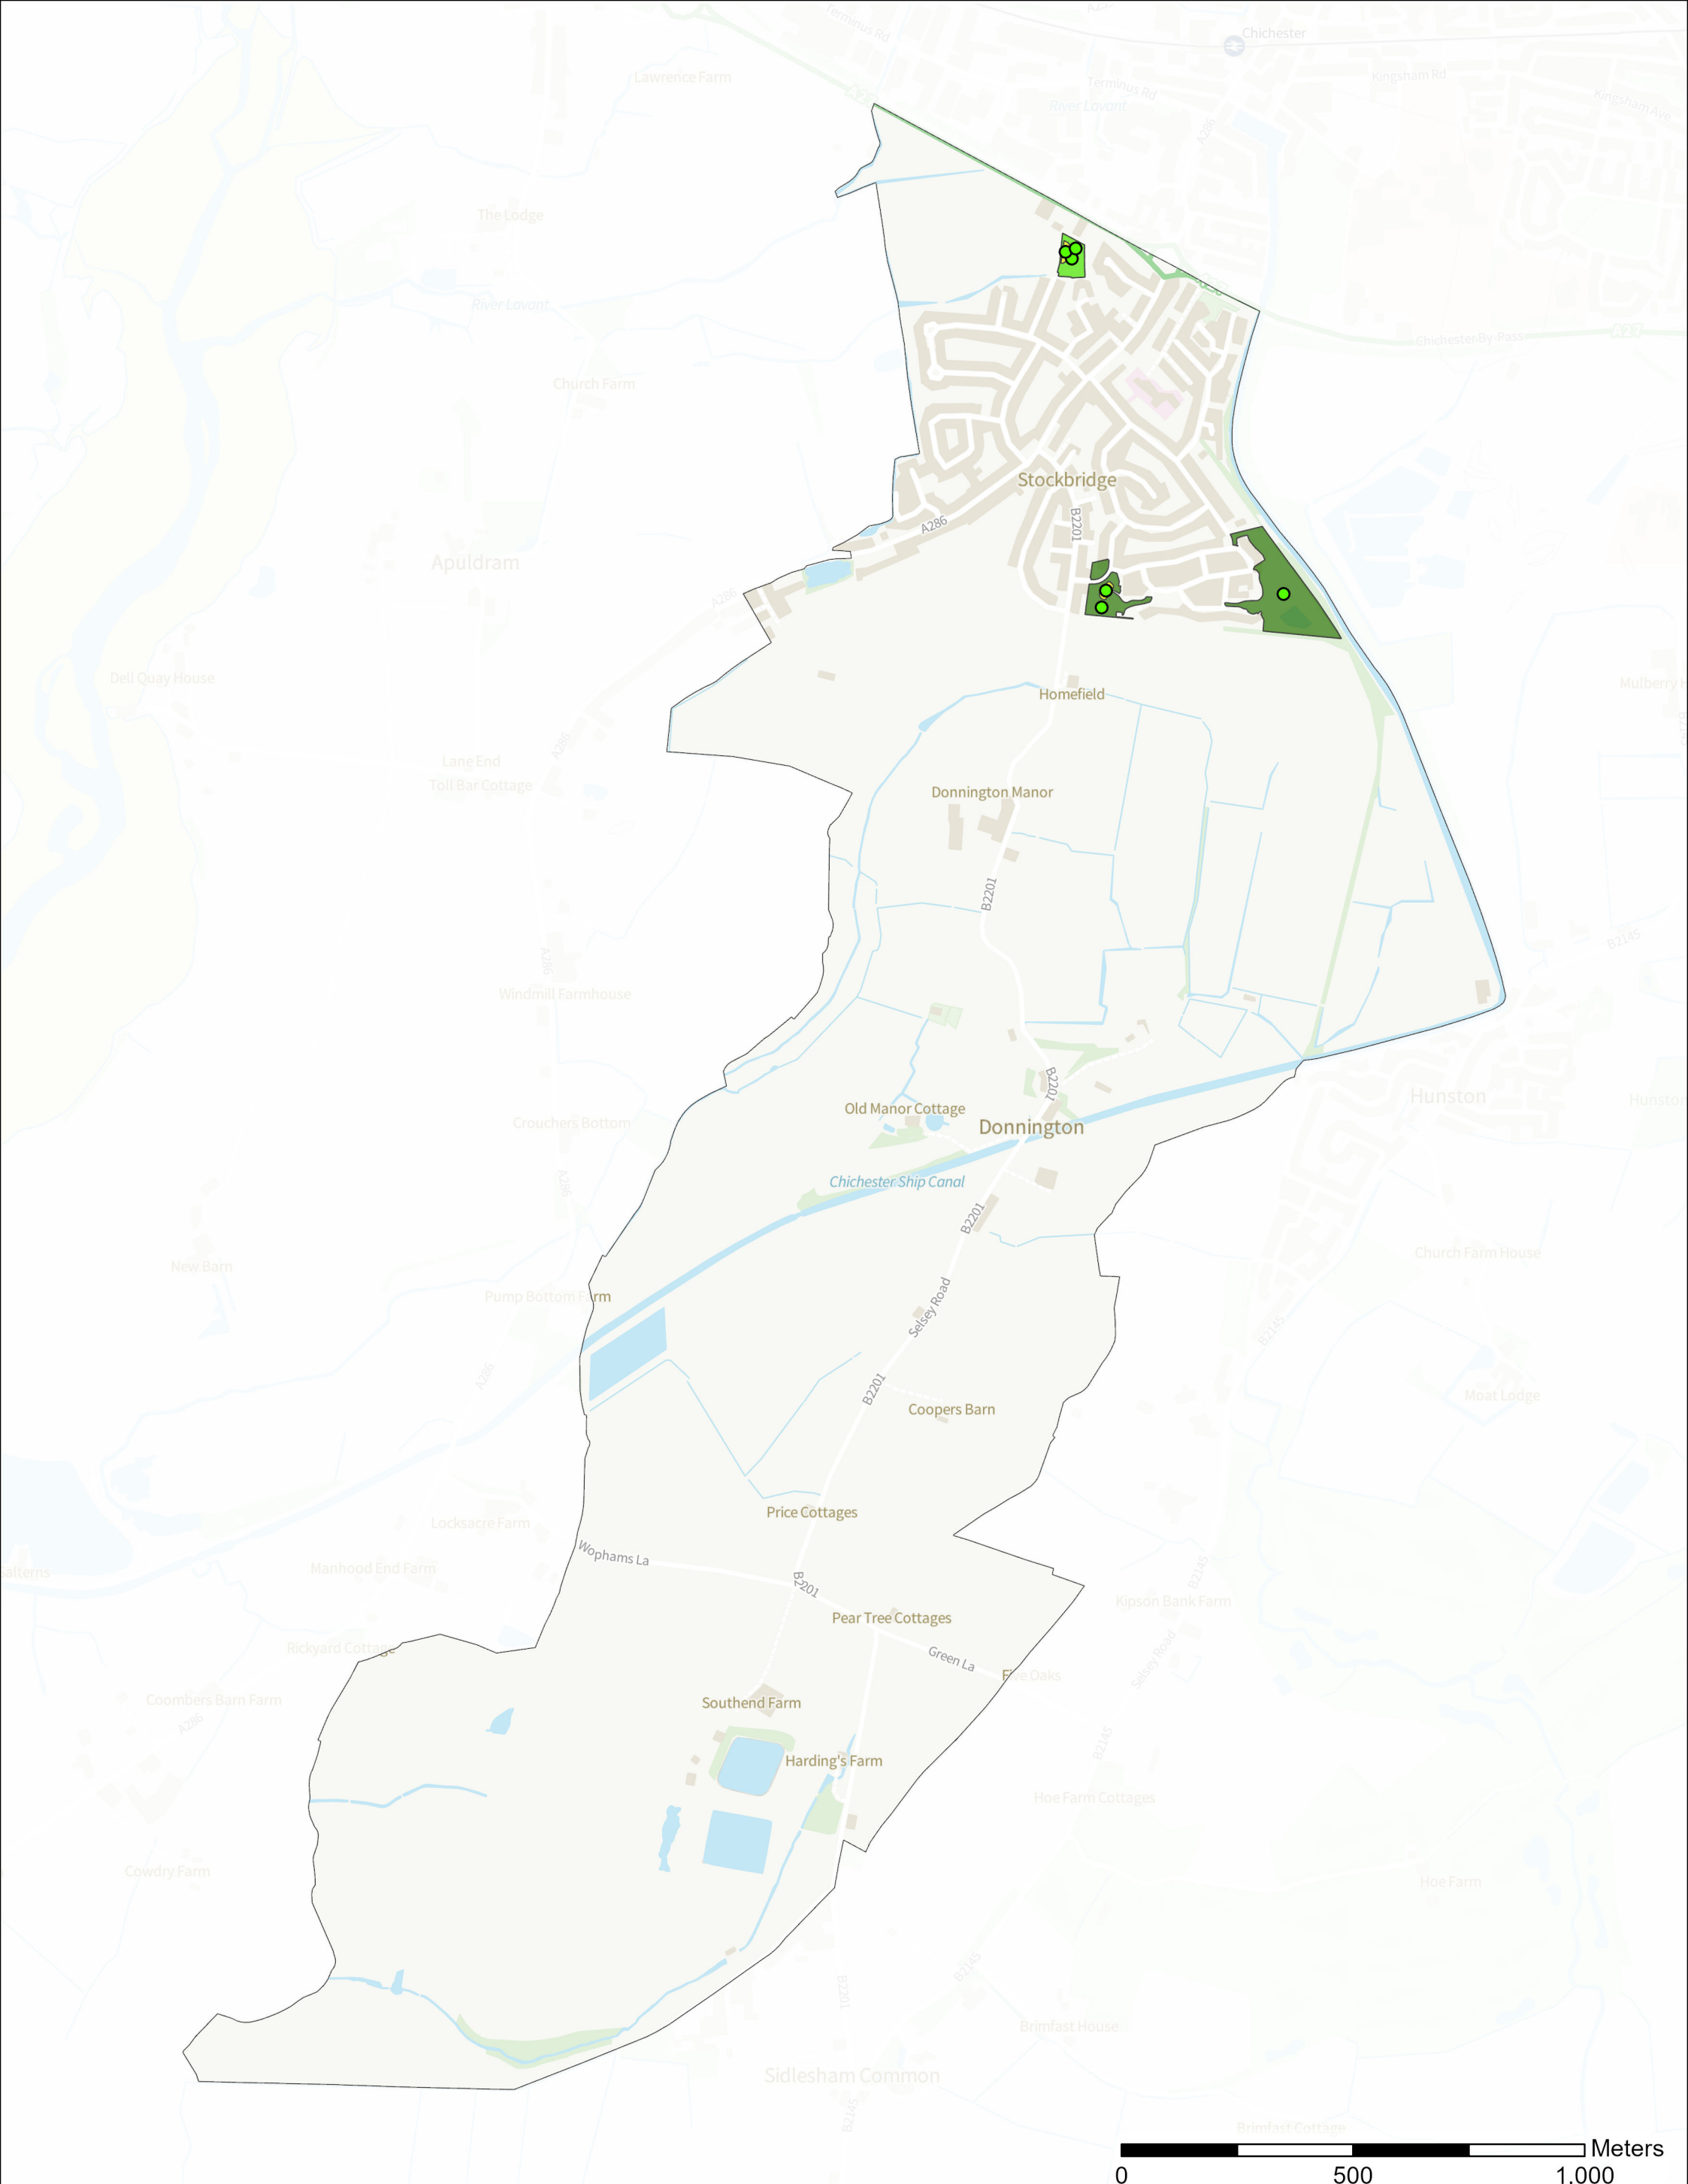 Terminus Rd
Chichester
Lawrence Farm
Kingsham Rd
Terminus Rd
Kingsham Ave
River Lavant
A286
The Lodge
River Lavant
Chichester By-Pass
A27
Church Farm
Stockbridge
B2201
A286
Apuldram
A286
Dell Quay House
Homefield
A286
Lane End
Toll Bar Cottage
Donnington Manor
B2201
B2145
A286
Windmill Farmhouse
B2201
Old Manor Cottage
Hunston
Crouchers Bottom
Donnington
A286
Chichester Ship Canal
B2201
New Barn
Church Farm House
Pump Bottom Farm
Selsey Road
B2145
A286
B2201
Moat Lodge
Coopers Barn
Price Cottages
Locksacre Farm
Wophams La
Manhood End Farm
B2201
B2145
Kipson Bank Farm
Pear Tree Cottages
Rickyard Cottage
Green La
Selsey Road
Five Oaks
Coombers Barn Farm
A286
Southend Farm
B2145
Harding's Farm
Hoe Farm Cottages
Cowdry Farm
Hoe Farm
B2145
B2201
Brimfast House
Sidlesham Common
B2145
Brimfast Cottage
Meters
0 500 1,000